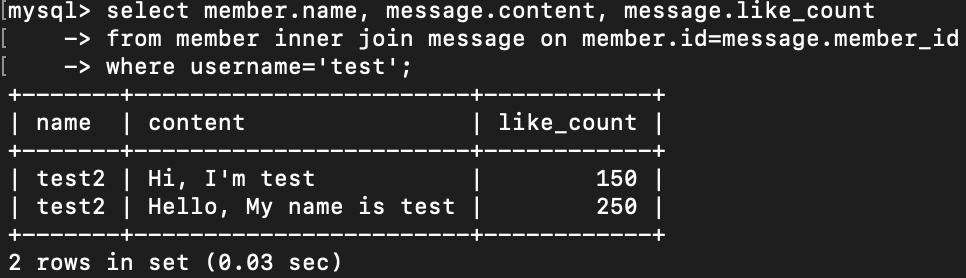 [mysql> select member.name, message.content, message.like_count
[    -> from member inner join message on member.id=message.member_id
[    -> where username='test';
+-------+------------------------+------------+
| name  | content                | like_count |
+-------+------------------------+------------+
| test2 | Hi, I'm test           |        150 |
| test2 | Hello, My name is test |        250 |
+-------+------------------------+------------+
2 rows in set (0.03 sec)